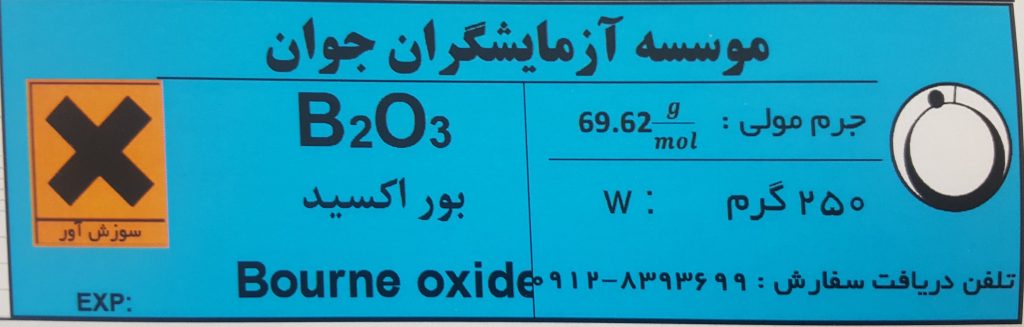 موسسه آزمایشگران جوان
جرم مولی : 69.62 g/mol
B2O3
بور اکسید
W : ۲۵۰ گرم
سوزش آور
Bourne oxide
تلفن دریافت سفارش : ۰۹۱۲-۸۳۹۳۶۹۹
EXP: